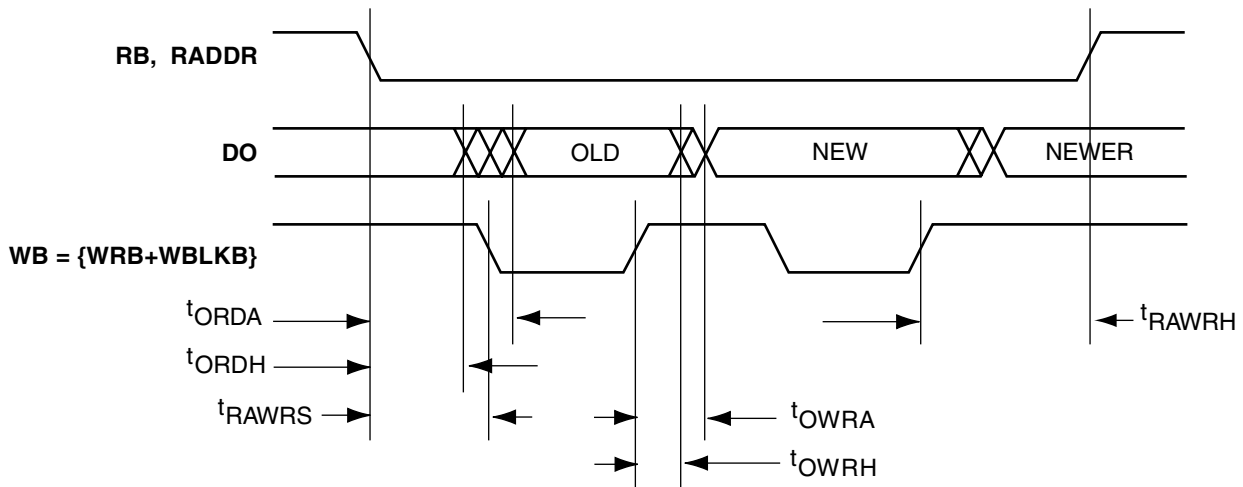 RB, RADDR
DO
OLD
NEW
NEWER
WB = {WRB+WBLKB}
tORDA
tRAWRH
tORDH
tRAWRS
tOWRA
tOWRH